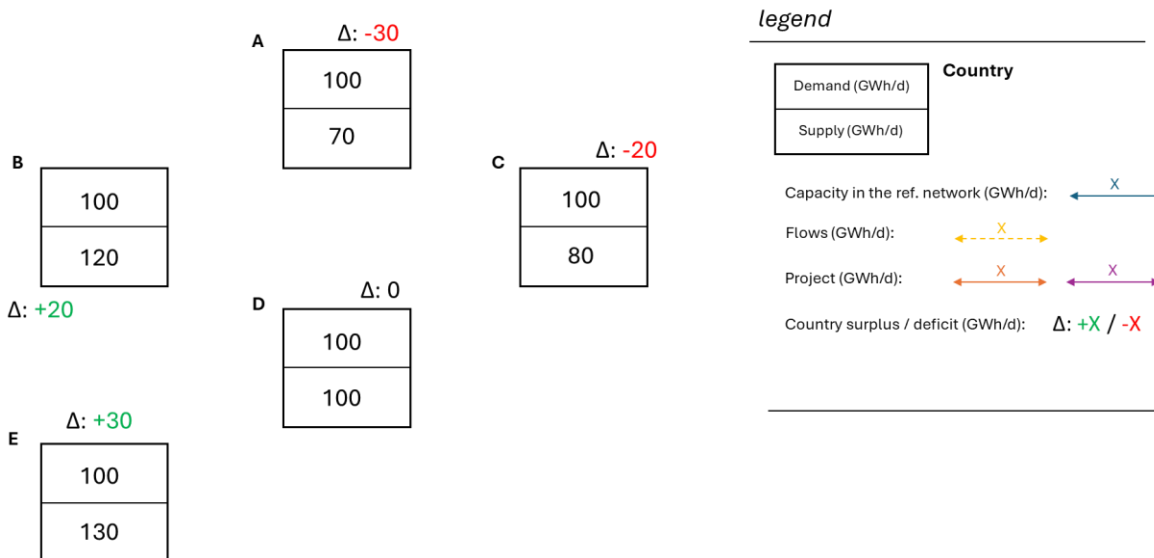 A
Δ: -30
100
70
B
100
120
Δ: +20
C
Δ: -20
100
80
D
Δ: 0
100
100
E
Δ: +30
100
130
legend
Country
Demand (GWh/d)
Supply (GWh/d)
Capacity in the ref. network (GWh/d): X
Flows (GWh/d): X
Project (GWh/d): X X
Country surplus / deficit (GWh/d): Δ: +X / -X